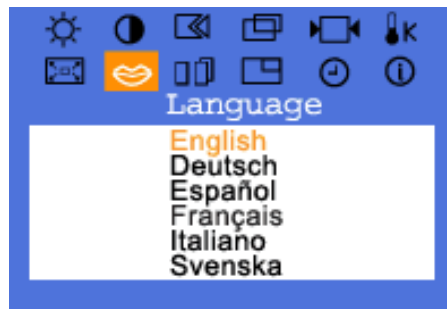 K
Language
English
Deutsch
Español
Français
Italiano
Svenska